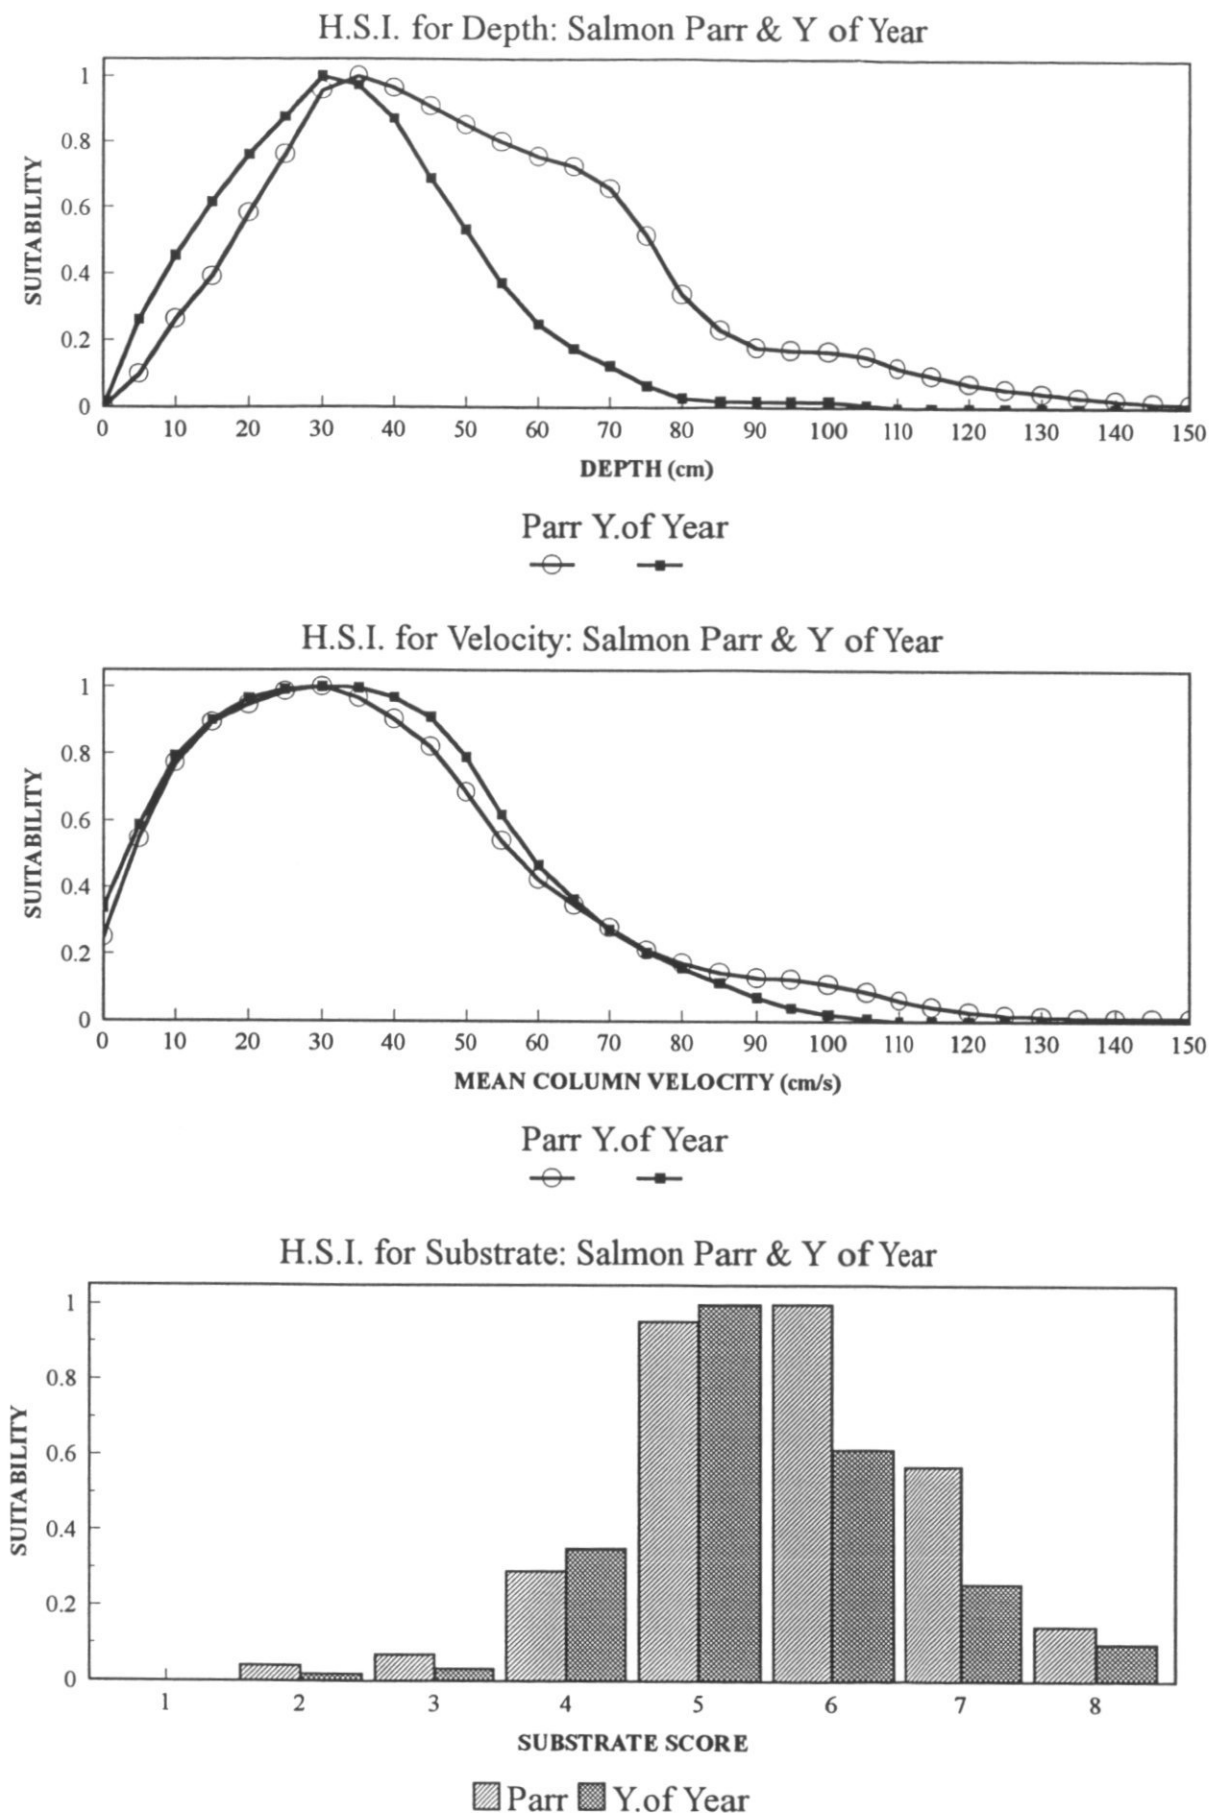 H.S.I. for Depth: Salmon Parr & Y of Year
1
0.8
0.6
0.4
0.2
0
SUITABILITY
0 10 20 30 40 50 60 70 80 90 100 110 120 130 140 150
DEPTH (cm)
Parr Y.of Year
H.S.I. for Velocity: Salmon Parr & Y of Year
1
0.8
0.6
0.4
0.2
0
SUITABILITY
0 10 20 30 40 50 60 70 80 90 100 110 120 130 140 150
MEAN COLUMN VELOCITY (cm/s)
Parr Y.of Year
H.S.I. for Substrate: Salmon Parr & Y of Year
1
0.8
0.6
0.4
0.2
0
SUITABILITY
1 2 3 4 5 6 7 8
SUBSTRATE SCORE
Parr Y.of Year